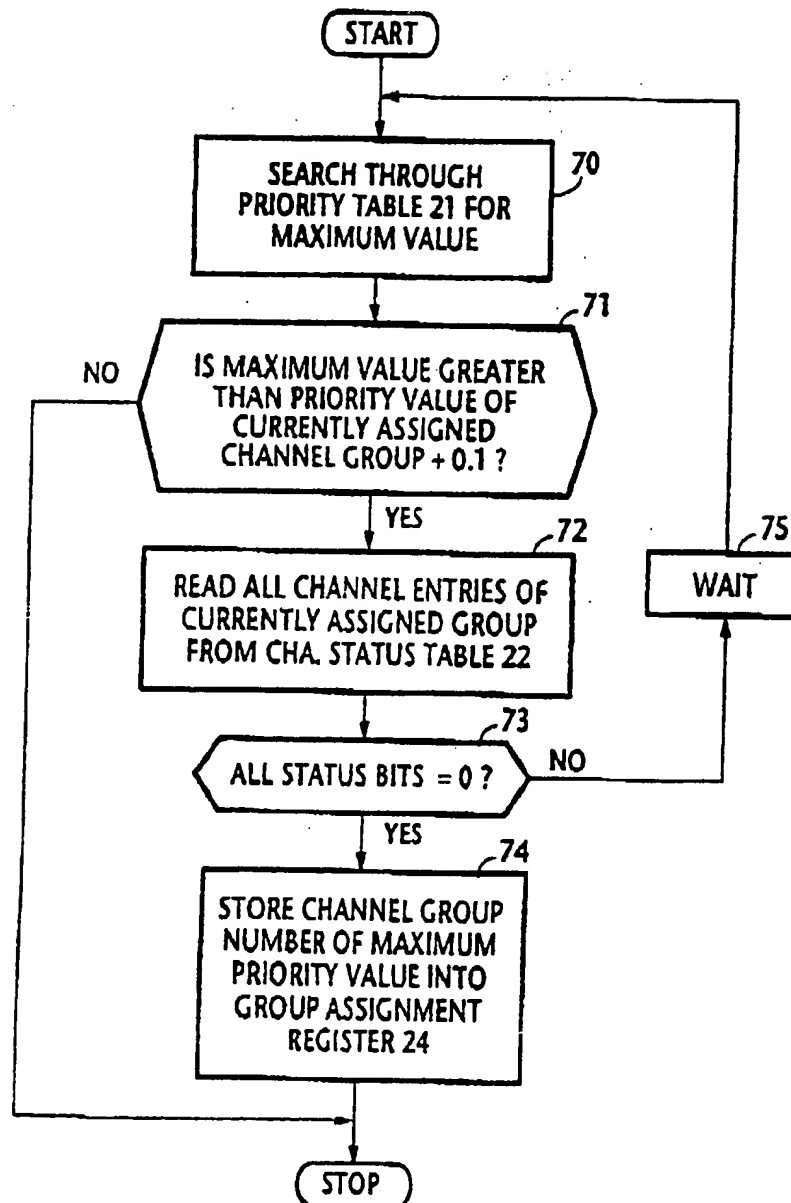 START
SEARCH THROUGH
PRIORITY TABLE 21 FOR
MAXIMUM VALUE
70
71
NO
IS MAXIMUM VALUE GREATER
THAN PRIORITY VALUE OF
CURRENTLY ASSIGNED
CHANNEL GROUP + 0.1 ?
YES
72
READ ALL CHANNEL ENTRIES OF
CURRENTLY ASSIGNED GROUP
FROM CHA. STATUS TABLE 22
75
WAIT
73
ALL STATUS BITS = 0 ?
NO
YES
74
STORE CHANNEL GROUP
NUMBER OF MAXIMUM
PRIORITY VALUE INTO
GROUP ASSIGNMENT
REGISTER 24
STOP